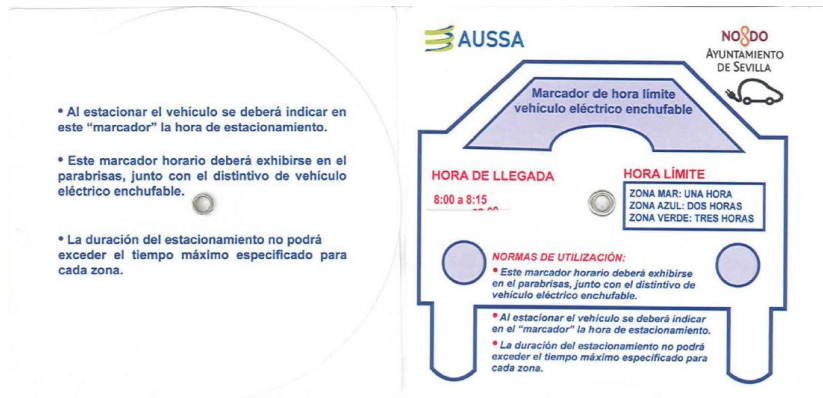 • Al estacionar el vehículo se deberá indicar en
este “marcador” la hora de estacionamiento.
• Este marcador horario deberá exhibirse en el
parabrisas, junto con el distintivo de vehículo
eléctrico enchufable.
• La duración del estacionamiento no podrá
exceder el tiempo máximo especificado para
cada zona.
AUSSA
NO8DO
AYUNTAMIENTO
DE SEVILLA
Marcador de hora límite
vehículo eléctrico enchufable
HORA DE LLEGADA
8:00 a 8:15
HORA LÍMITE
ZONA MAR: UNA HORA
ZONA AZUL: DOS HORAS
ZONA VERDE: TRES HORAS
NORMAS DE UTILIZACIÓN:
• Este marcador horario deberá exhibirse
en el parabrisas, junto con el distintivo de
vehículo eléctrico enchufable.
• Al estacionar el vehículo se deberá indicar
en el “marcador” la hora de estacionamiento.
• La duración del estacionamiento no podrá
exceder el tiempo máximo especificado para
cada zona.